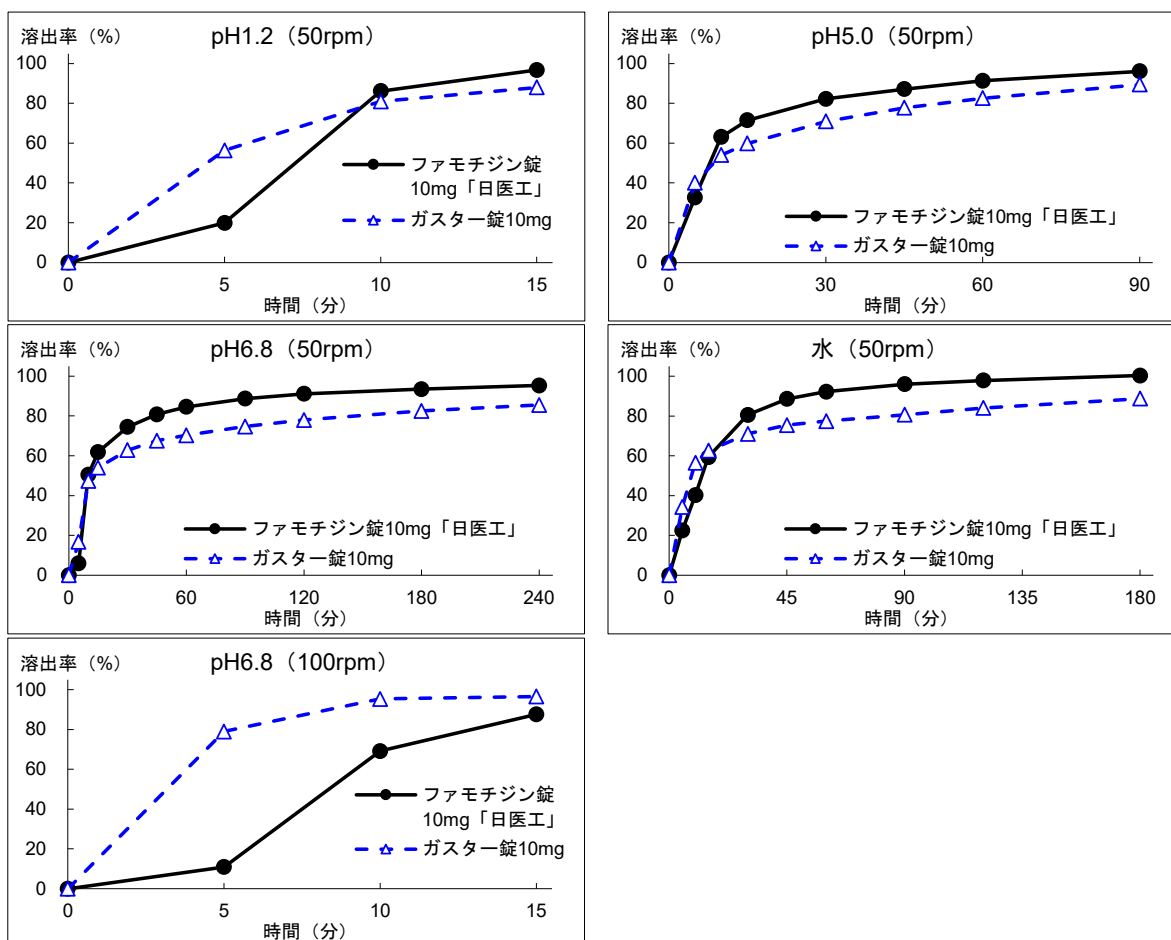 溶出率（%）
pH1.2（50rpm）
100
80
60
40
20
0
0
5
10
15
時間（分）
ファモチジン錠
10mg「日医工」
ガスター錠10mg
溶出率（%）
pH5.0（50rpm）
100
80
60
40
20
0
0
30
60
90
時間（分）
ファモチジン錠10mg「日医工」
ガスター錠10mg
溶出率（%）
pH6.8（50rpm）
100
80
60
40
20
0
0
60
120
180
240
時間（分）
ファモチジン錠10mg「日医工」
ガスター錠10mg
溶出率（%）
水（50rpm）
100
80
60
40
20
0
0
45
90
135
180
時間（分）
ファモチジン錠10mg「日医工」
ガスター錠10mg
溶出率（%）
pH6.8（100rpm）
100
80
60
40
20
0
0
5
10
15
時間（分）
ファモチジン錠
10mg「日医工」
ガスター錠10mg